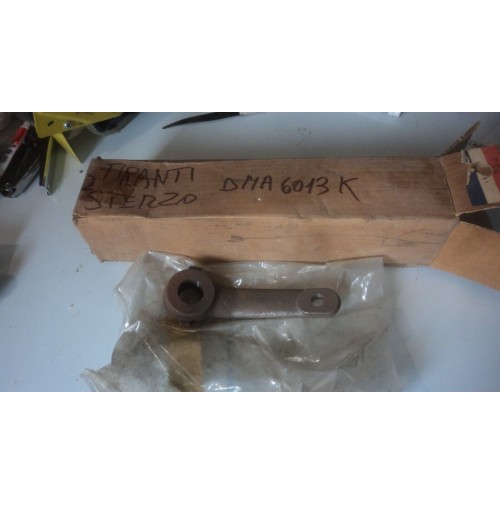 TIRANTI
STERZO
DMA 6013 K